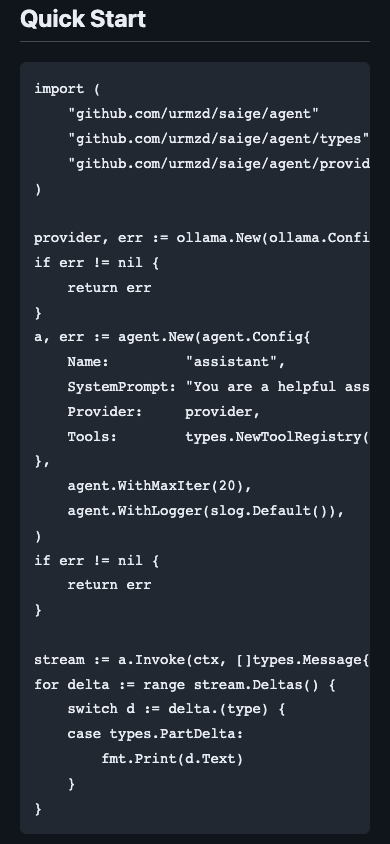 Quick Start
import (
    "github.com/urmzd/saige/agent"
    "github.com/urmzd/saige/agent/types"
    "github.com/urmzd/saige/agent/provid
)

provider, err := ollama.New(ollama.Confi
if err != nil {
    return err
}
a, err := agent.New(agent.Config{
    Name:         "assistant",
    SystemPrompt: "You are a helpful ass
    Provider:     provider,
    Tools:        types.NewToolRegistry(
},
    agent.WithMaxIter(20),
    agent.WithLogger(slog.Default()),
)
if err != nil {
    return err
}

stream := a.Invoke(ctx, []types.Message{
for delta := range stream.Deltas() {
    switch d := delta.(type) {
    case types.PartDelta:
        fmt.Print(d.Text)
    }
}